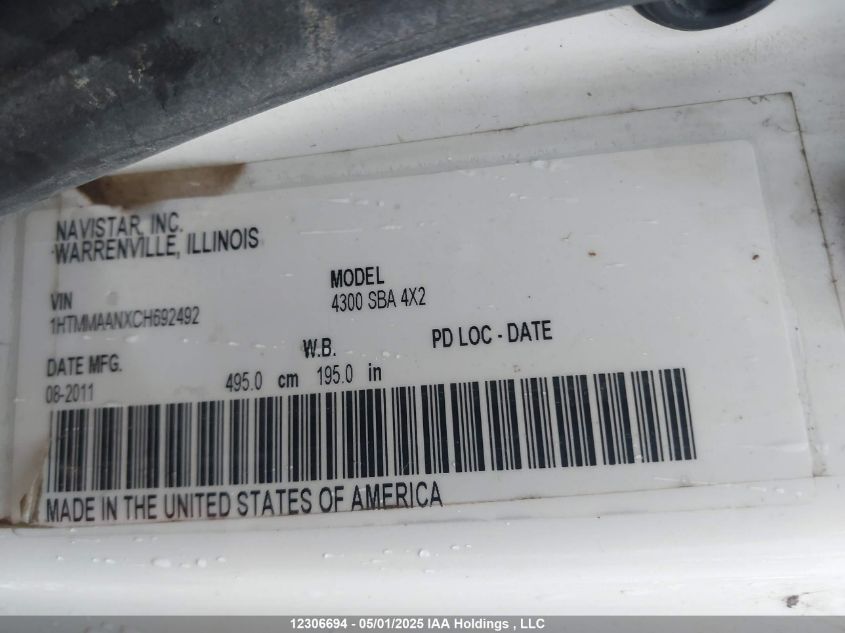 NAVISTAR, INC.
WARRENVILLE, ILLINOIS
VIN
1HTMMAANXCH692492
MODEL
4300 SBA 4X2
DATE MFG.
08-2011
W.B.
495.0 cm 195.0 in
PD LOC - DATE
MADE IN THE UNITED STATES OF AMERICA
12306694 - 05/01/2025 IAA Holdings , LLC